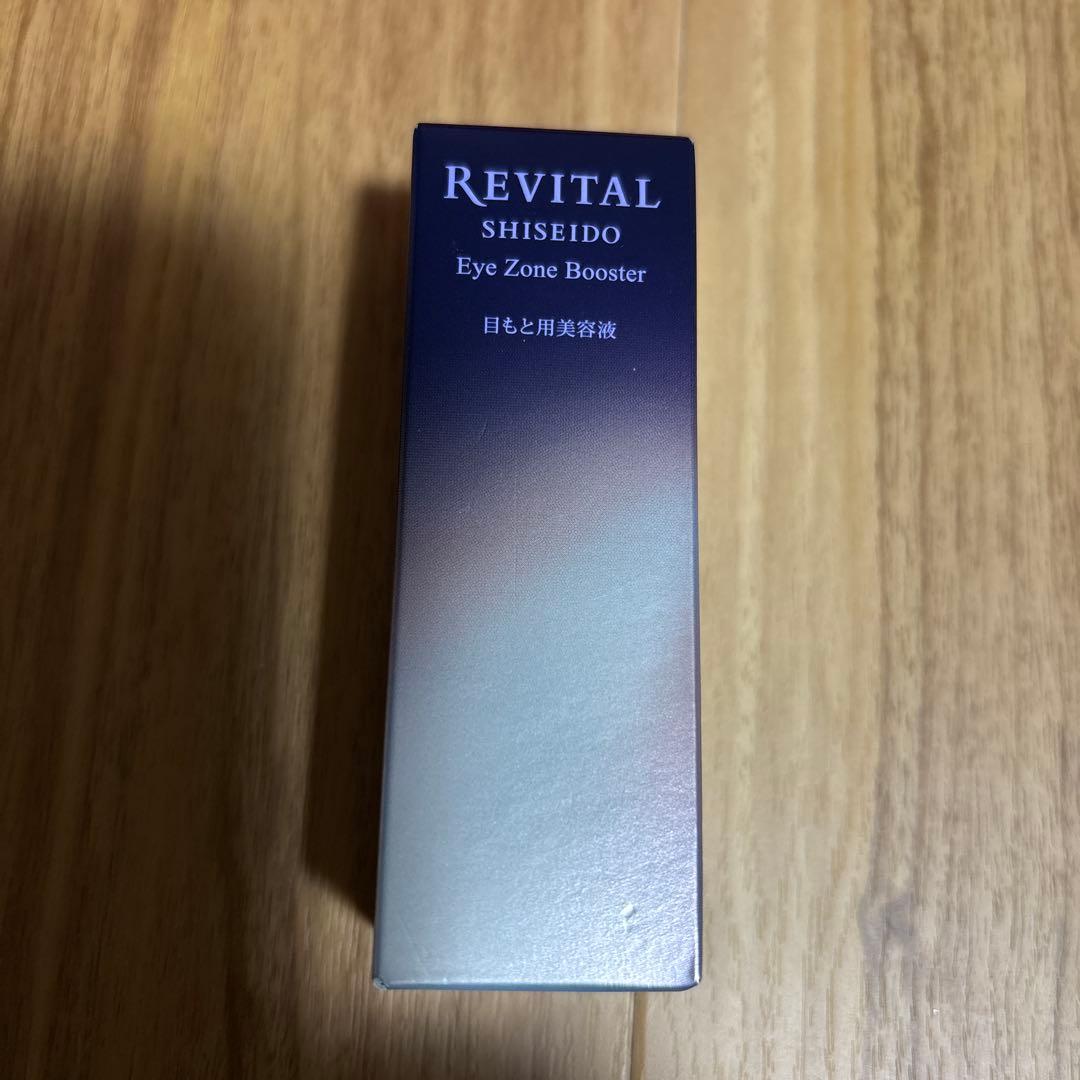 REVITAL
SHISEIDO
Eye Zone Booster
目もと用美容液